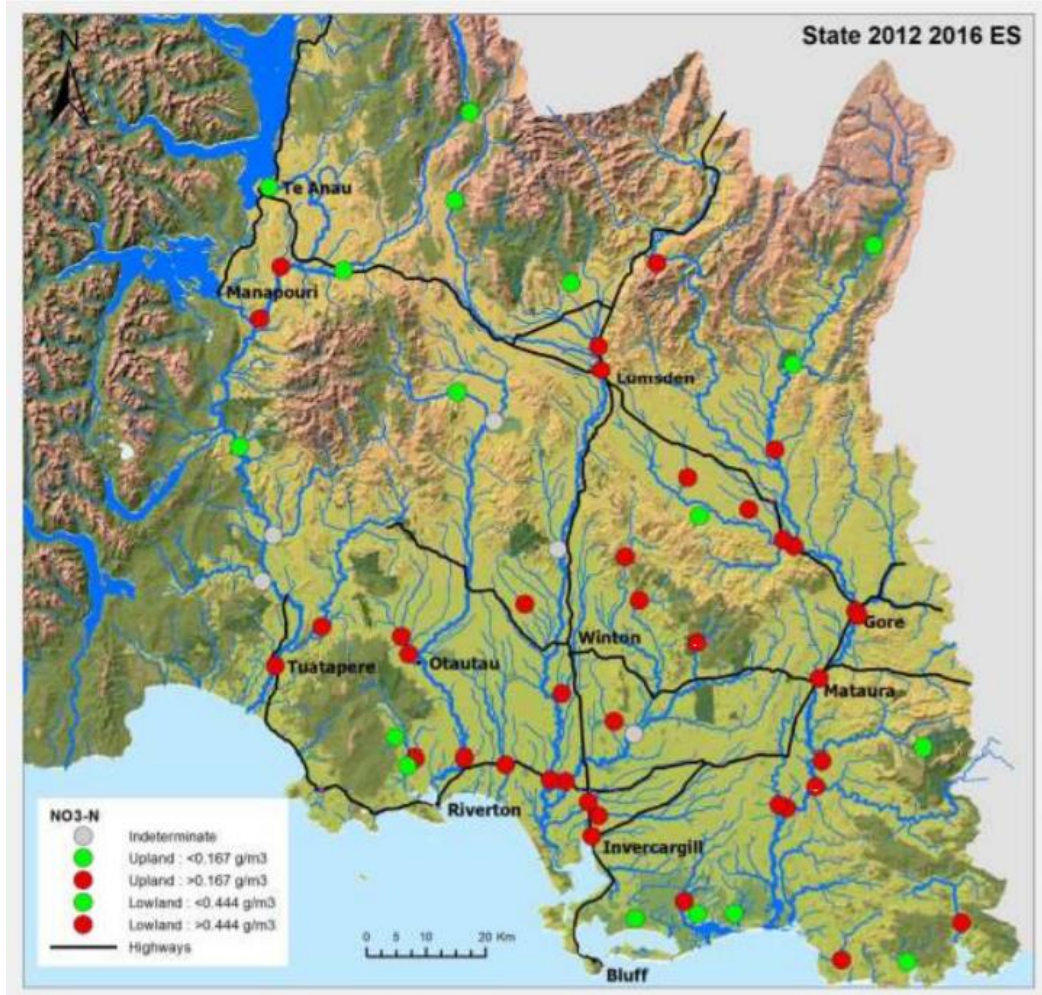 State 2012 2016 ES
N
Te Anau
Manapouri
Lumsden
Gore
Winton
Tuatapere
Otautau
Mataura
Riverton
Invercargill
Bluff
NO3-N
Indeterminate
Upland : <0.167 g/m3
Upland : >0.167 g/m3
Lowland : <0.444 g/m3
Lowland : >0.444 g/m3
Highways
0 5 10 20 Km